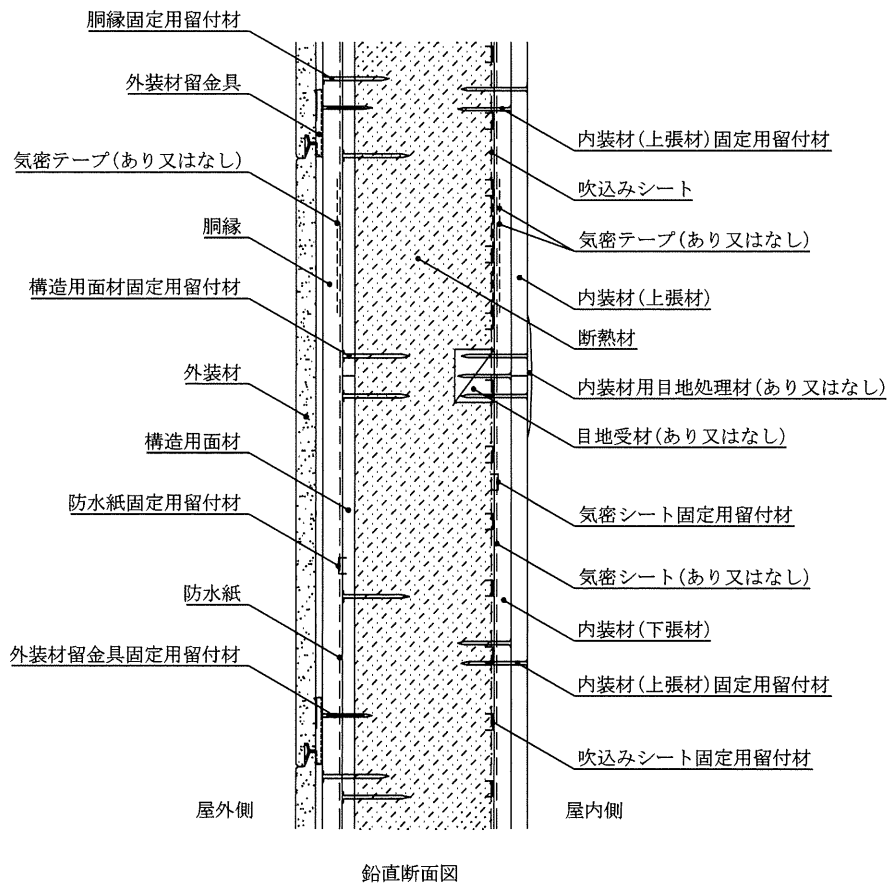 胴縁固定用留付材
外装材留金具
気密テープ(あり又はなし)
胴縁
構造用面材固定用留付材
外装材
構造用面材
防水紙固定用留付材
防水紙
外装材留金具固定用留付材
屋外側
内装材(上張材)固定用留付材
吹込みシート
気密テープ(あり又はなし)
内装材(上張材)
断熱材
内装材用目地処理材(あり又はなし)
目地受材(あり又はなし)
気密シート固定用留付材
気密シート(あり又はなし)
内装材(下張材)
内装材(上張材)固定用留付材
吹込みシート固定用留付材
屋内側
鉛直断面図